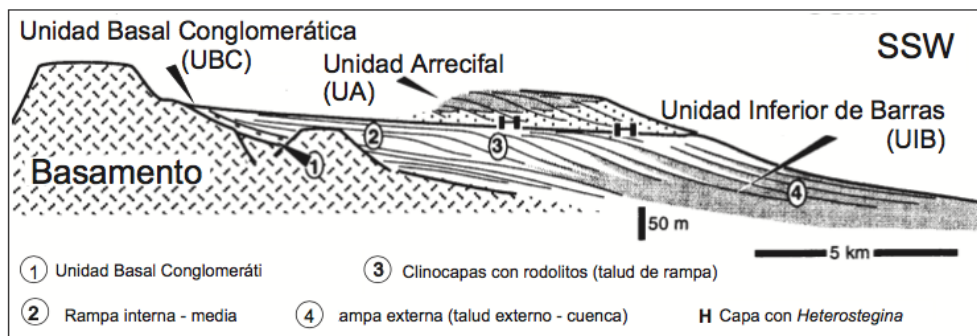 Unidad Basal Conglomerática
(UBC)
Unidad Arrecifal
(UA)
SSW
Unidad Inferior de Barras
(UIB)
H
H
2
3
1
4
Basamento
50 m
5 km
1 Unidad Basal Conglomeráti
3 Clinocapas con rodolitos (talud de rampa)
2 Rampa interna - media
4 ampa externa (talud externo - cuenca)
H Capa con Heterostegina